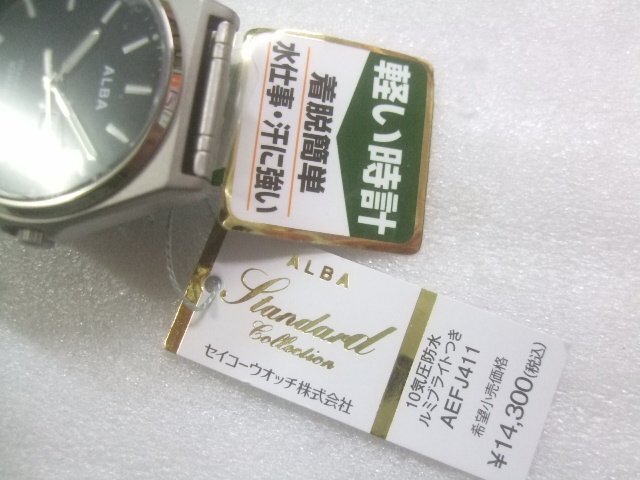 ALBA
軽い時計
着脱簡単
水仕事・汗に強い
ALBA
Standard
Collection
セイコーウオッチ株式会社
10気圧防水
ルミブライトつき
AEFJ411
希望小売価格
¥14,300(税込)